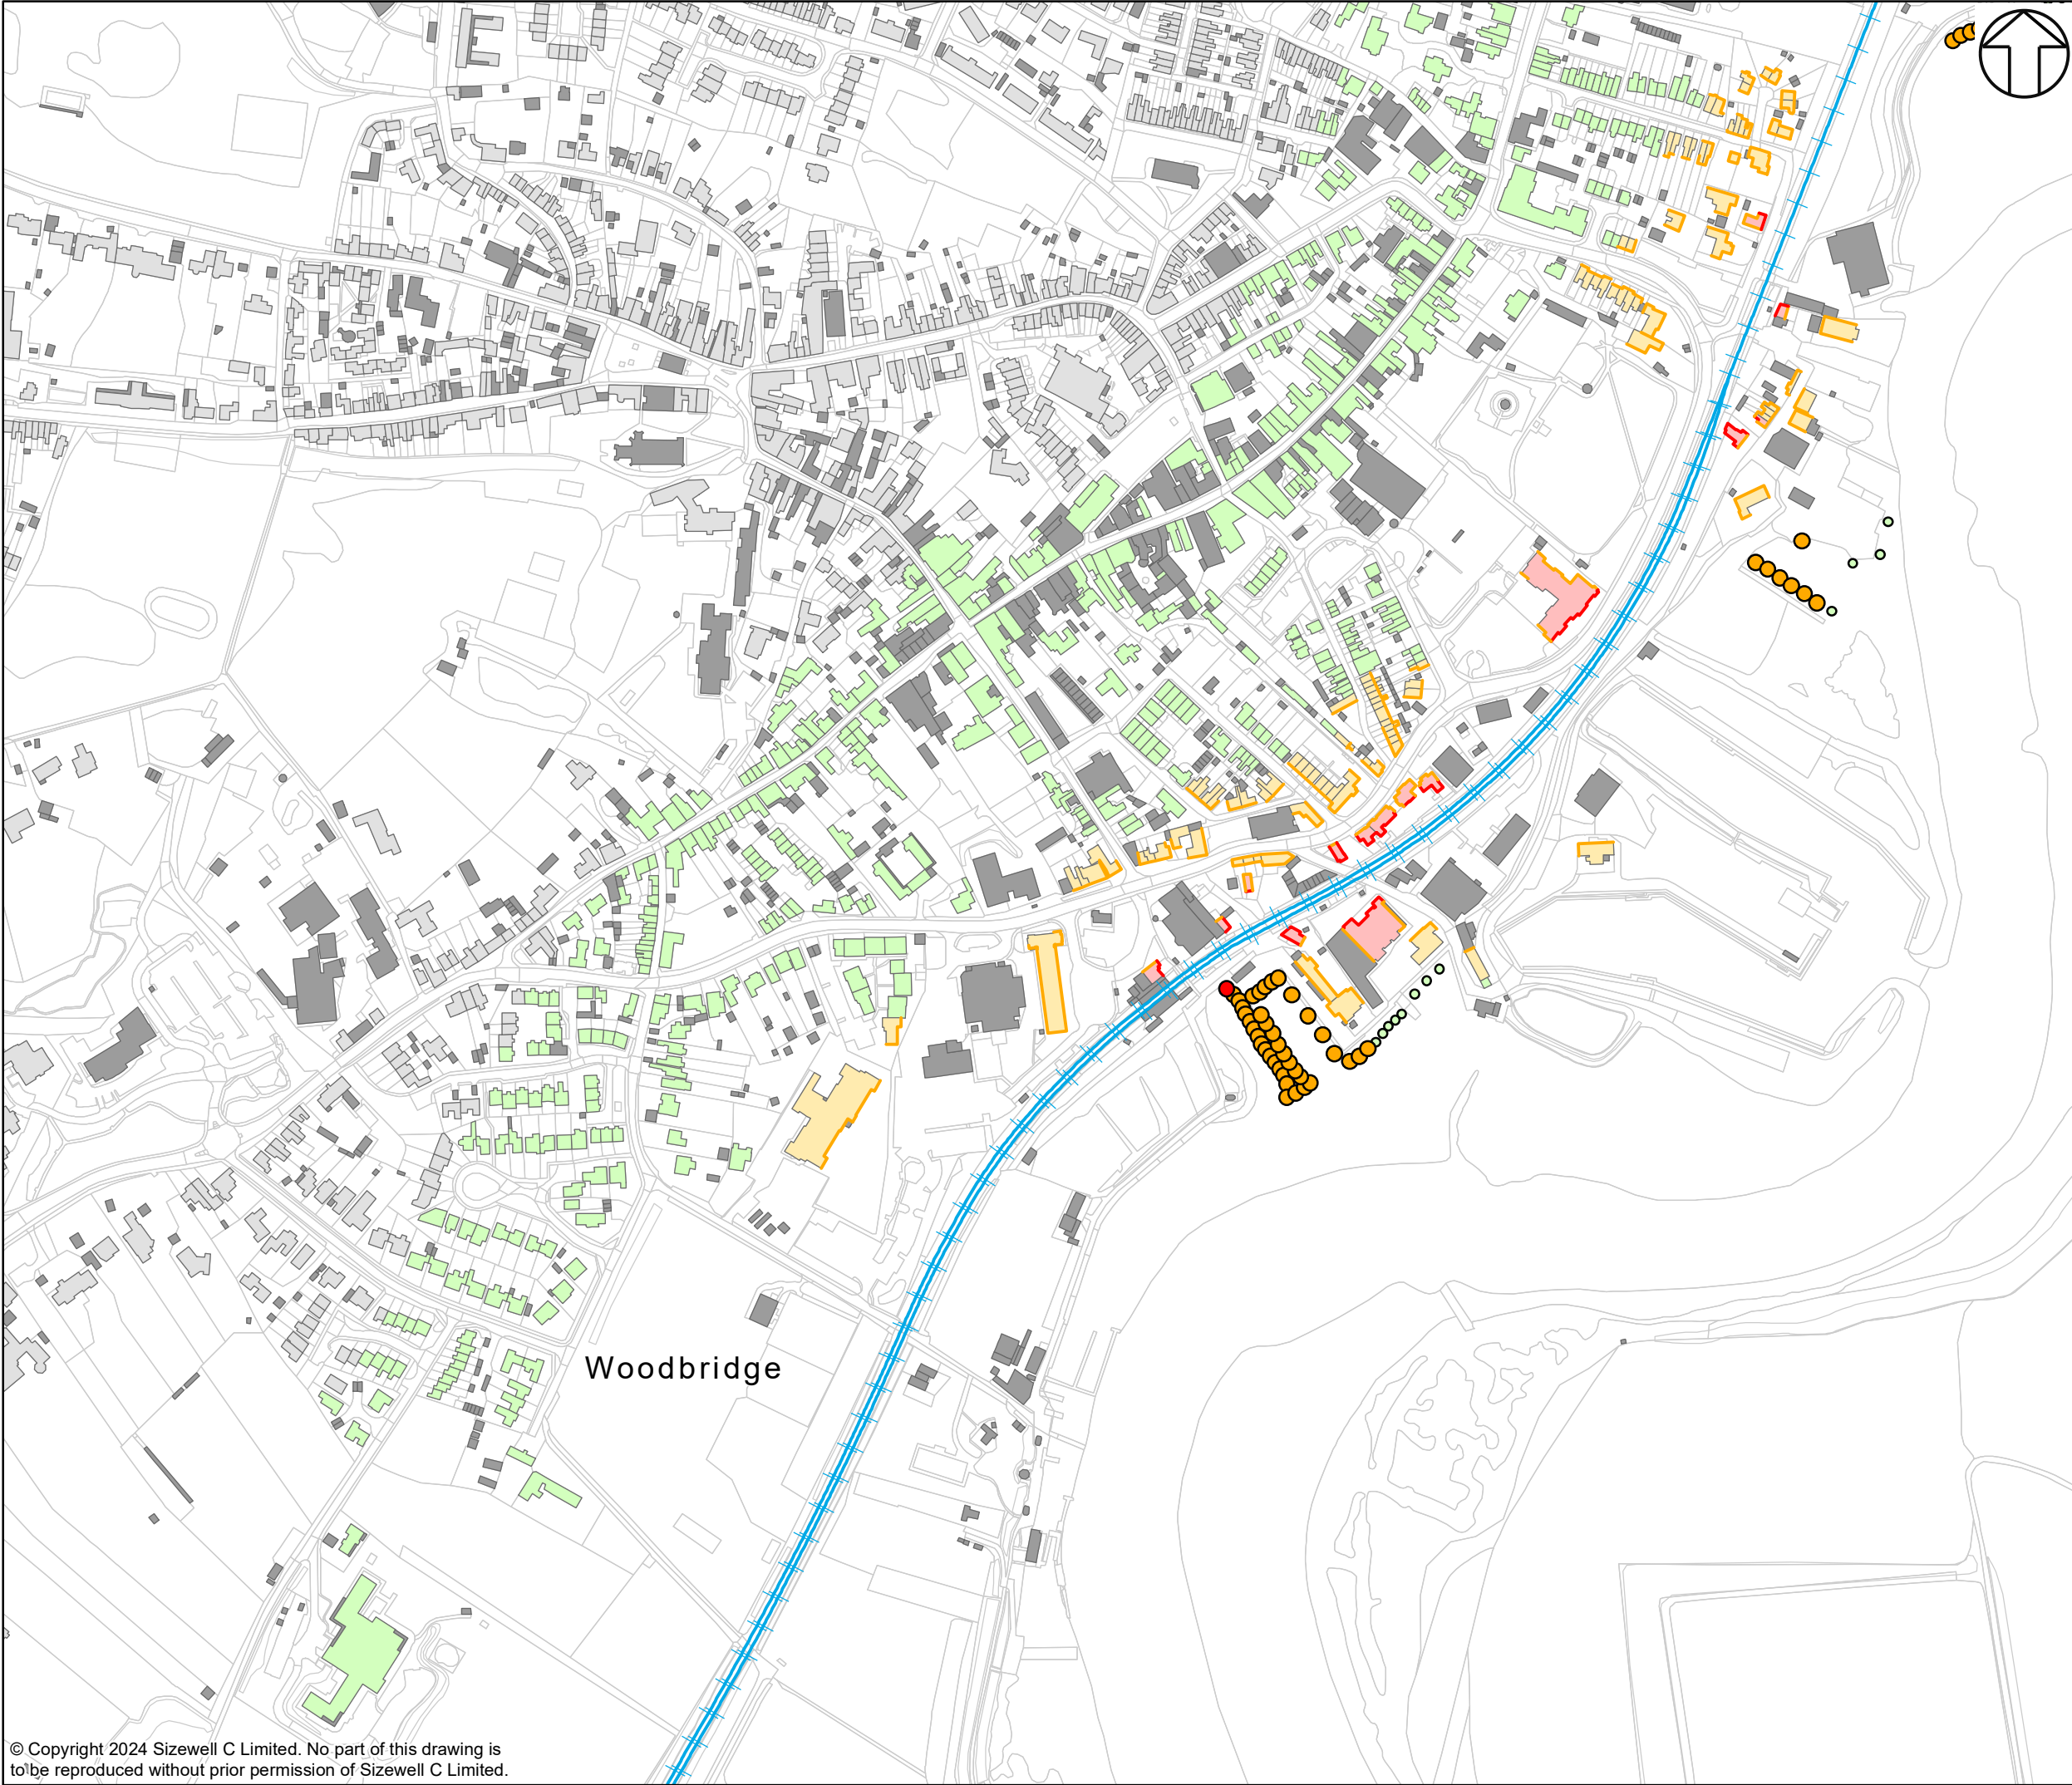 Woodbridge
© Copyright 2024 Sizewell C Limited. No part of this drawing is
to be reproduced without prior permission of Sizewell C Limited.